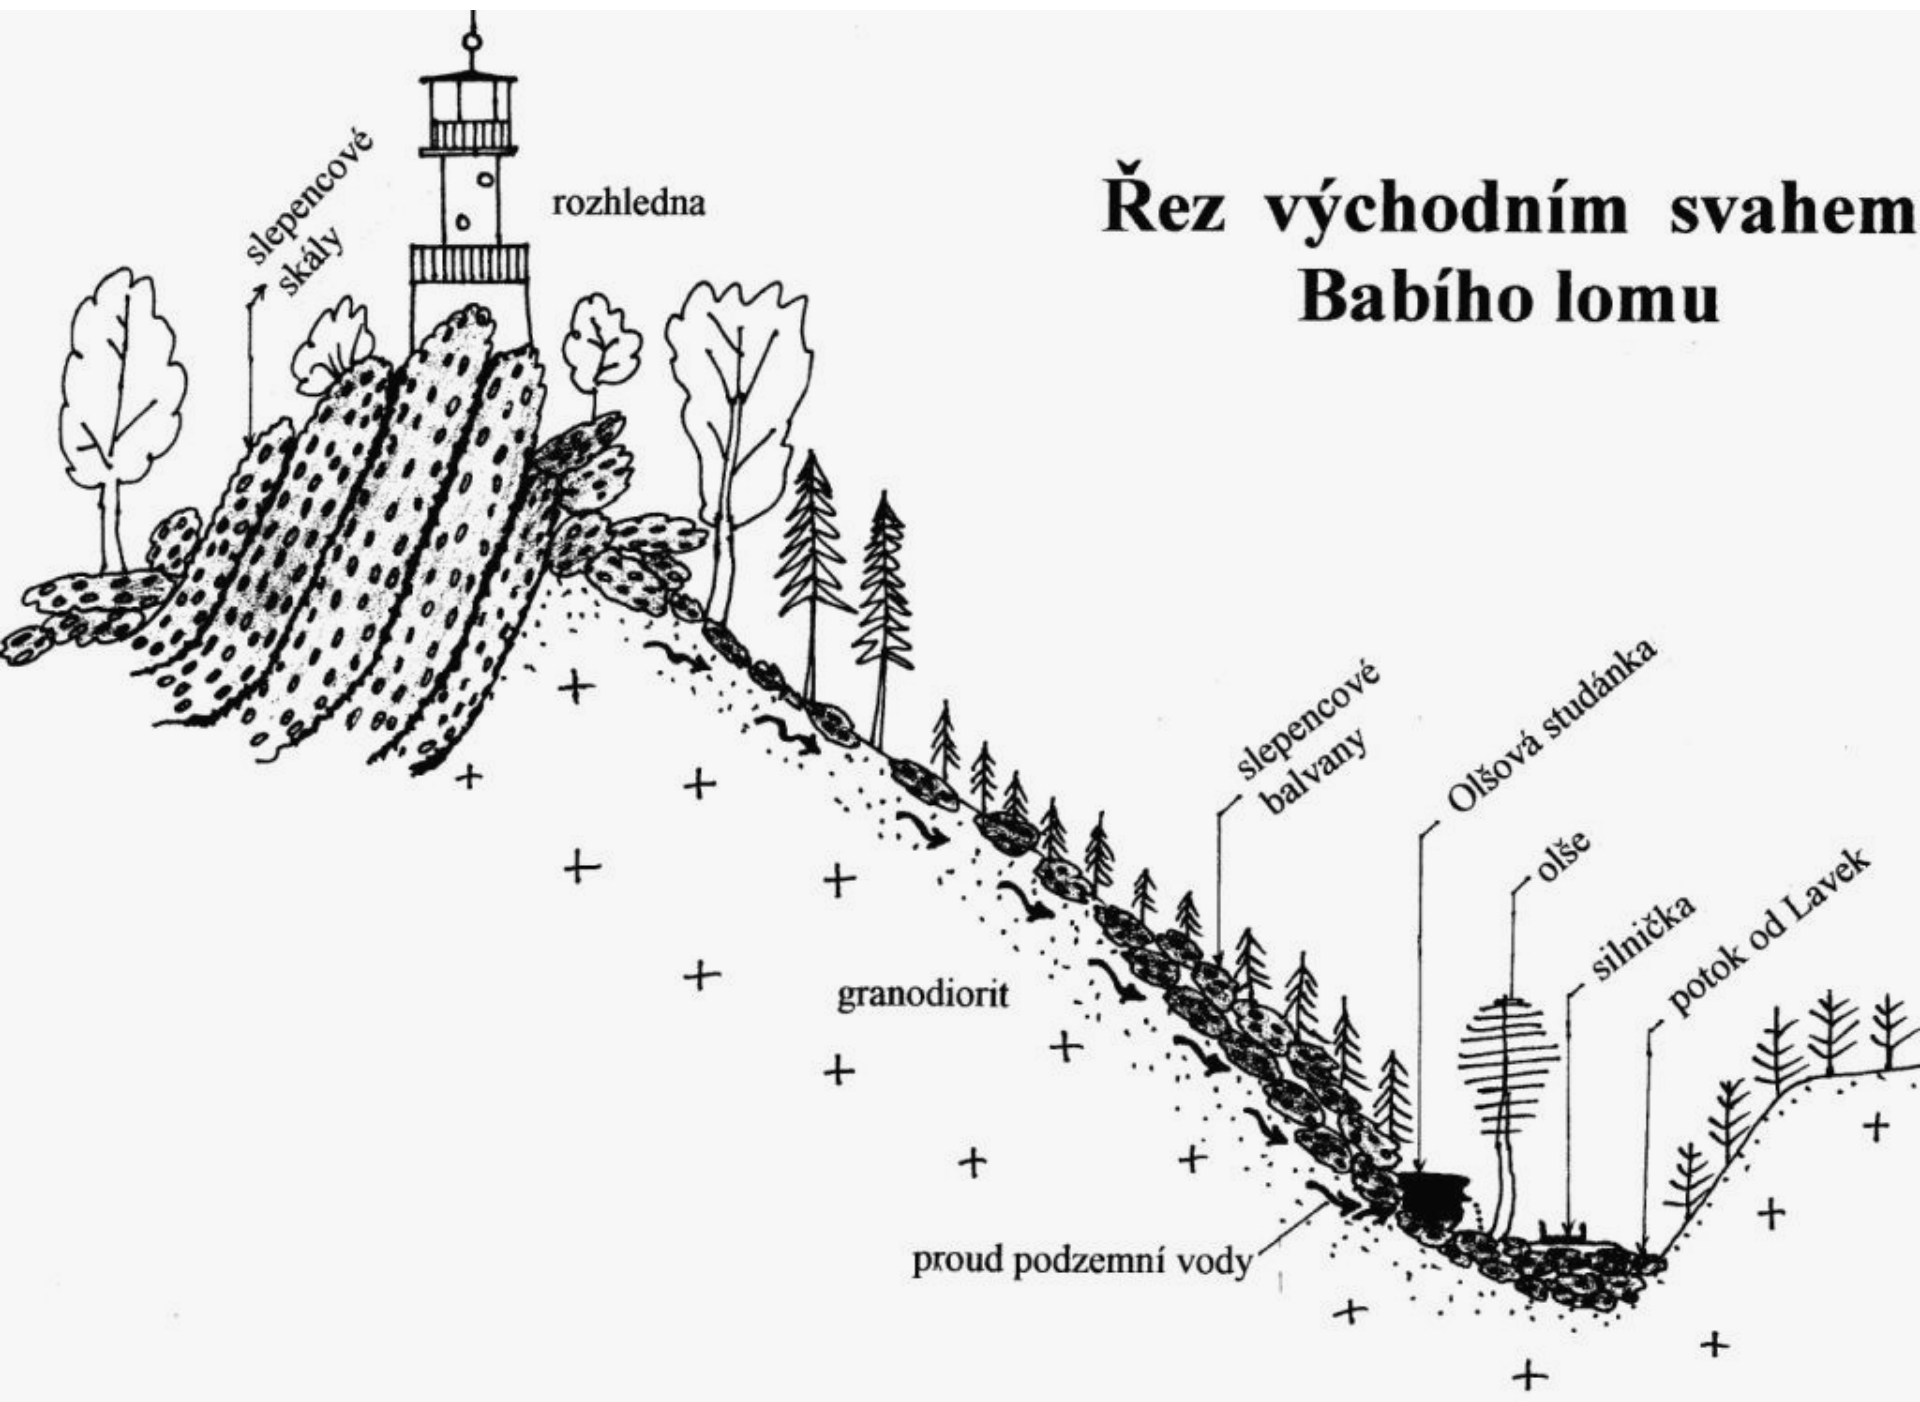 Řez východním svahem
Babího lomu
slepencové
skály
rozhledna
slepencové
balvany
Olšová studánka
olše
silnička
potok od Lavek
granodiorit
proud podzemní vody